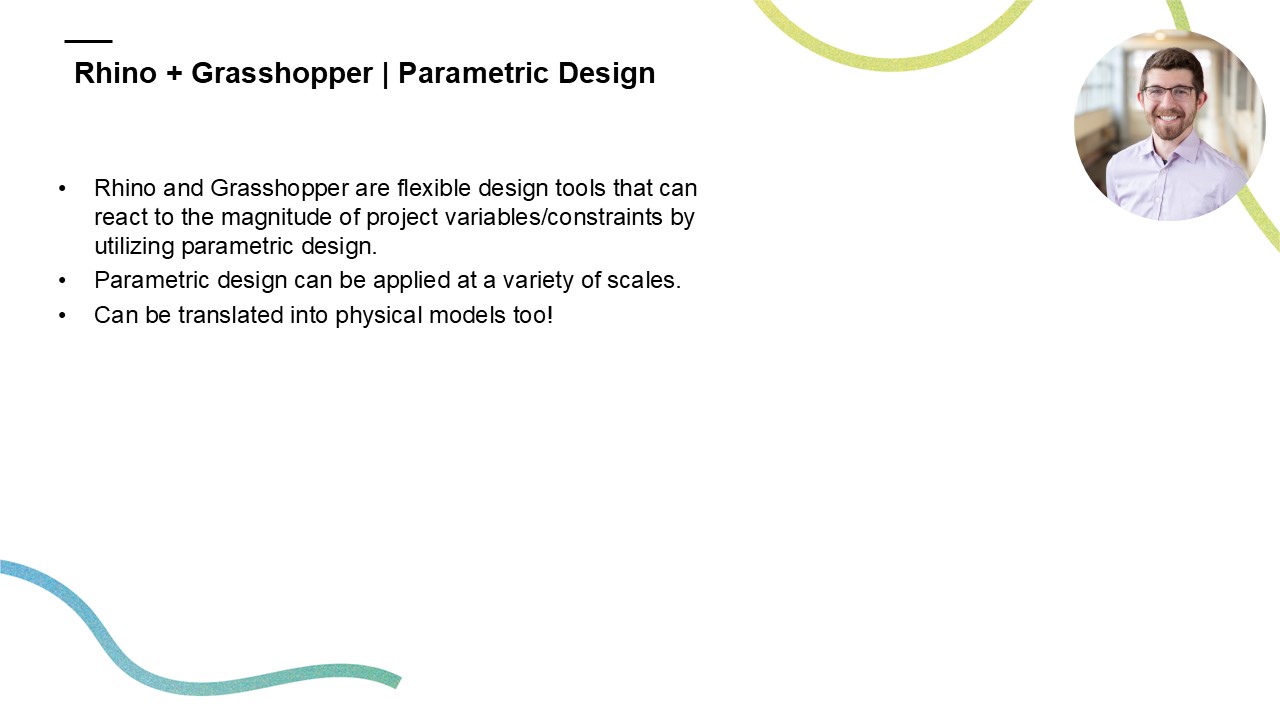 Rhino + Grasshopper | Parametric Design
• Rhino and Grasshopper are flexible design tools that can
react to the magnitude of project variables/constraints by
utilizing parametric design.
• Parametric design can be applied at a variety of scales.
• Can be translated into physical models too!